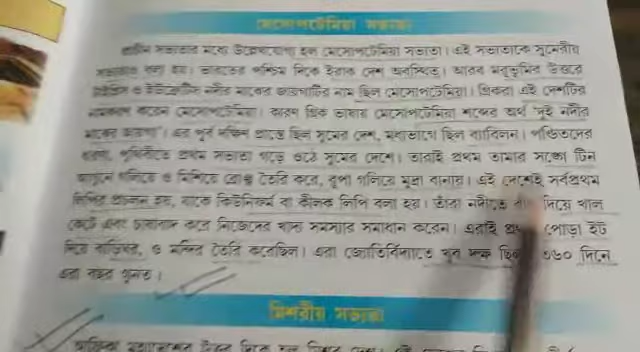 মেসোপটেমিয়া সভ্যতা
প্রাচীন সভ্যতার মধ্যে উল্লেখযোগ্য হল মেসোপটেমিয়া সভ্যতা। এই সভ্যতাকে সুমেরীয়
সভ্যতাও বলা হয়। ভারতের পশ্চিম দিকে ইরাক দেশ অবস্থিত। আরব মরুভূমির উত্তরে
টাইগ্রিস ও ইউফ্রেটিস নদীর মাঝের জায়গাটির নাম ছিল মেসোপটেমিয়া। গ্রিকরা এই দেশটির
নামকরণ করেন মেসোপটেমিয়া। কারণ গ্রিক ভাষায় মেসোপটেমিয়া শব্দের অর্থ 'দুই নদীর
মাঝের জায়গা'। এর পূর্ব দক্ষিণ প্রান্তে ছিল সুমের দেশ, মধ্যভাগে ছিল ব্যাবিলন। পণ্ডিতদের
ধারণা, পৃথিবীতে প্রথম সভ্যতা গড়ে ওঠে সুমের দেশে। তারাই প্রথম তামার সঙ্গে টিন
আগুনে গলিয়ে ও মিশিয়ে ব্রোঞ্জ তৈরি করে, রূপা গলিয়ে মুদ্রা বানায়। এই দেশেই সর্বপ্রথম
লিপির প্রচলন হয়, যাকে কিউনিফর্ম বা কীলক লিপি বলা হয়। তাঁরা নদীতে দিয়ে খাল
কেটে এবং চাষাবাদ করে নিজেদের খাদ্য সমস্যার সমাধান করেন। এরাই পোড়া ইট
দিয়ে বাড়িঘর, ও মন্দির তৈরি করেছিল। এরা জ্যোতির্বিদ্যাতে খুব দক্ষ ৩৬০ দিনে
এরা বছর গুনত।
মিশরীয় সভ্যতা